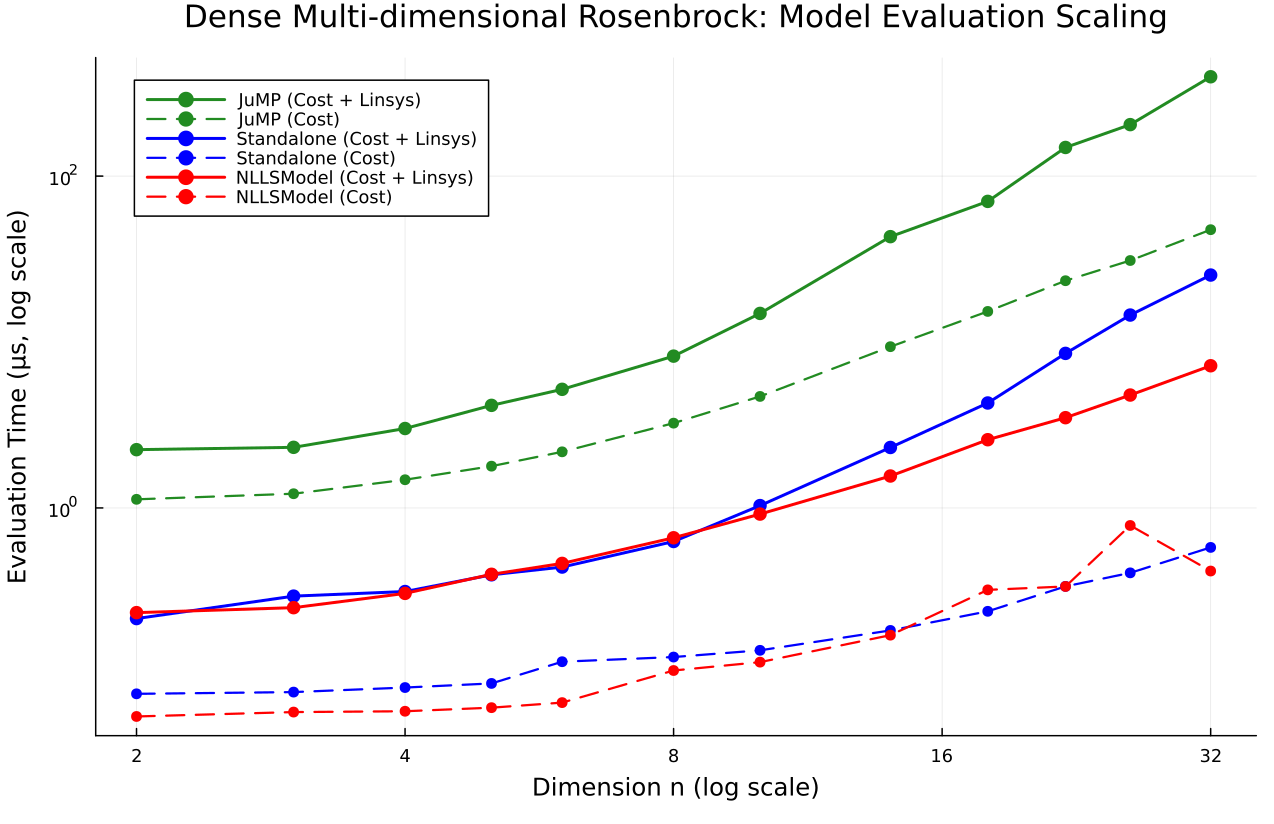 Dense Multi-dimensional Rosenbrock: Model Evaluation Scaling
JuMP (Cost + Linsys)
JuMP (Cost)
Standalone (Cost + Linsys)
Standalone (Cost)
NLLSModel (Cost + Linsys)
NLLSModel (Cost)
Evaluation Time (μs, log scale)
10²
10⁰
2 4 8 16 32
Dimension n (log scale)